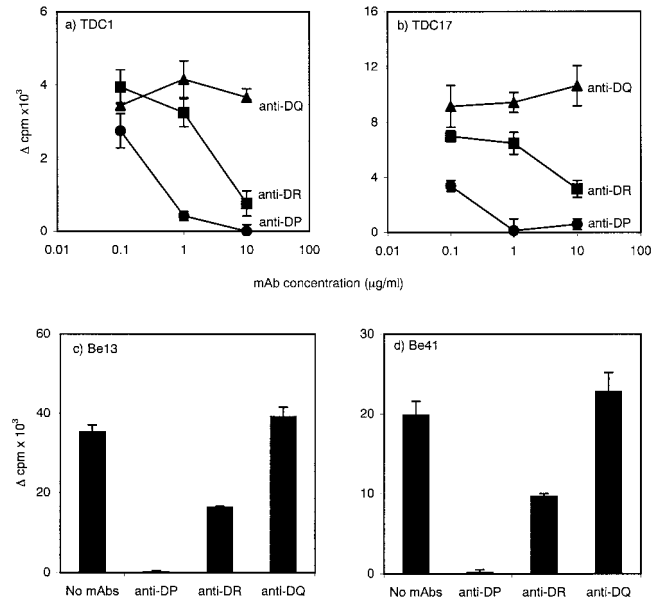 a) TDC1
b) TDC17
6
4
2
0
Δ cpm x10³
anti-DQ
anti-DR
anti-DP
0.01
0.1
1
10
100
16
12
8
4
0
anti-DQ
anti-DR
anti-DP
0.01
0.1
1
10
100
mAb concentration (µg/ml)
c) Be13
d) Be41
60
40
20
0
Δ cpm x 10³
No mAbs
anti-DP
anti-DR
anti-DQ
30
20
10
0
No mAbs
anti-DP
anti-DR
anti-DQ